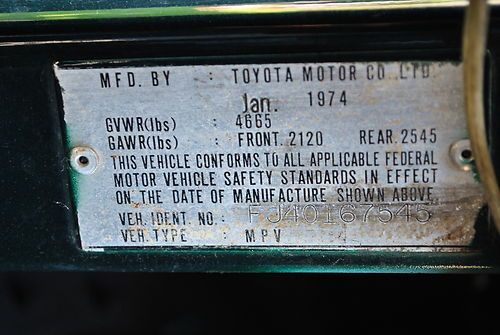 MFD. BY : TOYOTA MOTOR CO., LTD.
Jan. 1974
GVWR(lbs) : 4665
GAWR(lbs) : FRONT. 2120 REAR. 2545
THIS VEHICLE CONFORMS TO ALL APPLICABLE FEDERAL
MOTOR VEHICLE SAFETY STANDARDS IN EFFECT
ON THE DATE OF MANUFACTURE SHOWN ABOVE
VEH. IDENT. NO. : FJ40167545
VEH. TYPE : MPV